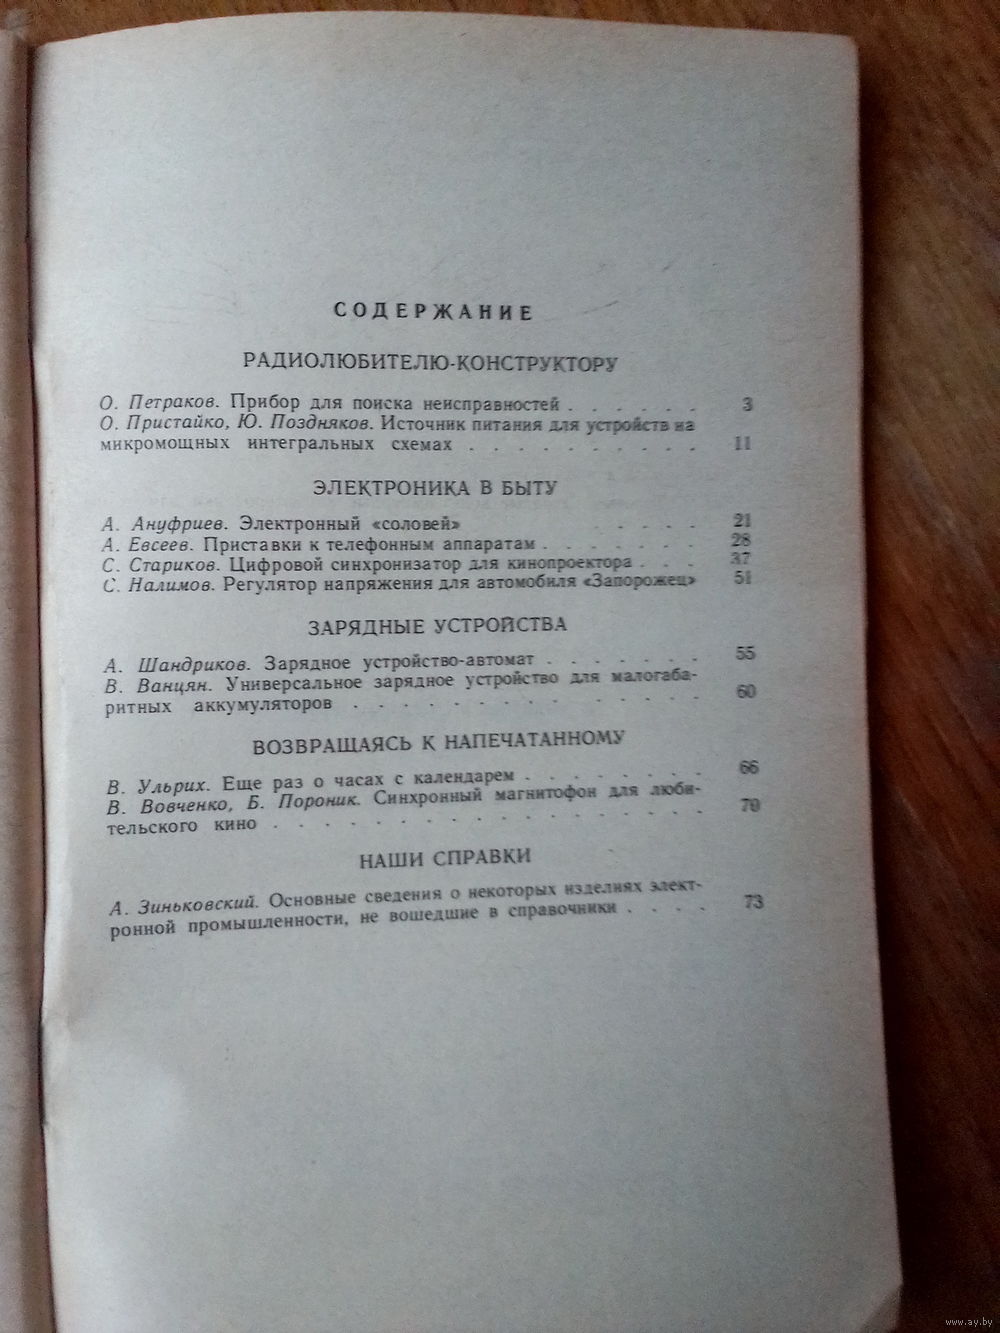 СОДЕРЖАНИЕ
РАДИОЛЮБИТЕЛЮ-КОНСТРУКТОРУ
О. Петраков. Прибор для поиска неисправностей . . . . . . 3
О. Пристайко, Ю. Поздняков. Источник питания для устройств на
микромощных интегральных схемах . . . . . . . . . 11
ЭЛЕКТРОНИКА В БЫТУ
А. Ануфриев. Электронный «соловей» . . . . . 21
А. Евсеев. Приставки к телефонным аппаратам . . . . . . . 28
С. Стариков. Цифровой синхронизатор для кинопроектора . . . 37
С. Налимов. Регулятор напряжения для автомобиля «Запорожец» 51
ЗАРЯДНЫЕ УСТРОЙСТВА
А. Шандриков. Зарядное устройство-автомат . . . . . . . 55
В. Ванцян. Универсальное зарядное устройство для малогаба-
ритных аккумуляторов . . . . . . . . . . . . . 60
ВОЗВРАЩАЯСЬ К НАПЕЧАТАННОМУ
В. Ульрих. Еще раз о часах с календарем . . . . . . . . 66
В. Вовченко, Б. Пороник. Синхронный магнитофон для люби-
тельского кино . . . . . . . . . . . . . . . . 70
НАШИ СПРАВКИ
А. Зиньковский. Основные сведения о некоторых изделиях элект-
ронной промышленности, не вошедшие в справочники . . . . 73
www.ay.by